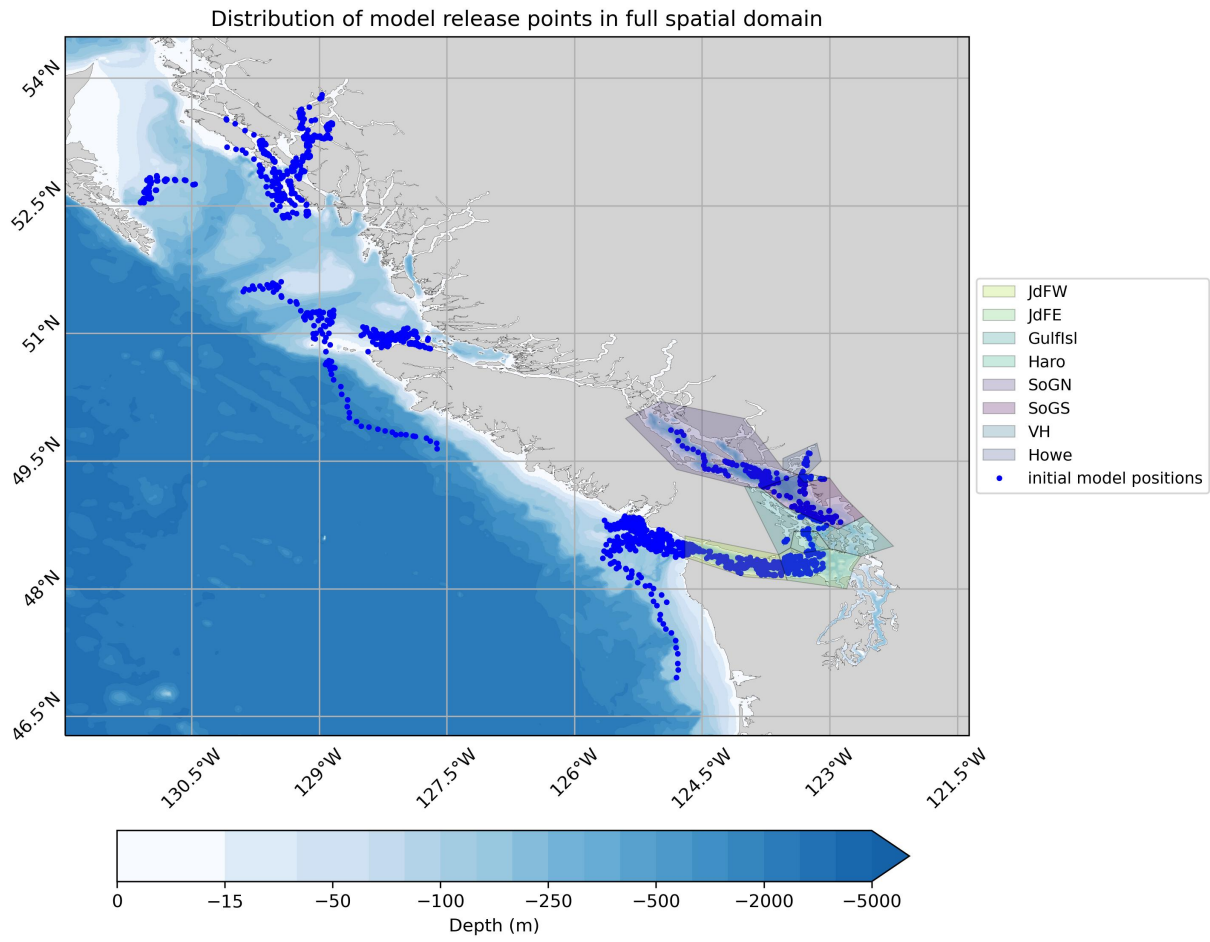 Distribution of model release points in full spatial domain
54°N
52.5°N
51°N
49.5°N
48°N
46.5°N
130.5°W
129°W
127.5°W
126°W
124.5°W
123°W
121.5°W
JdFW
JdFE
GulfIsl
Haro
SoGN
SoGS
VH
Howe
initial model positions
0
−15
−50
−100
−250
−500
−2000
−5000
Depth (m)